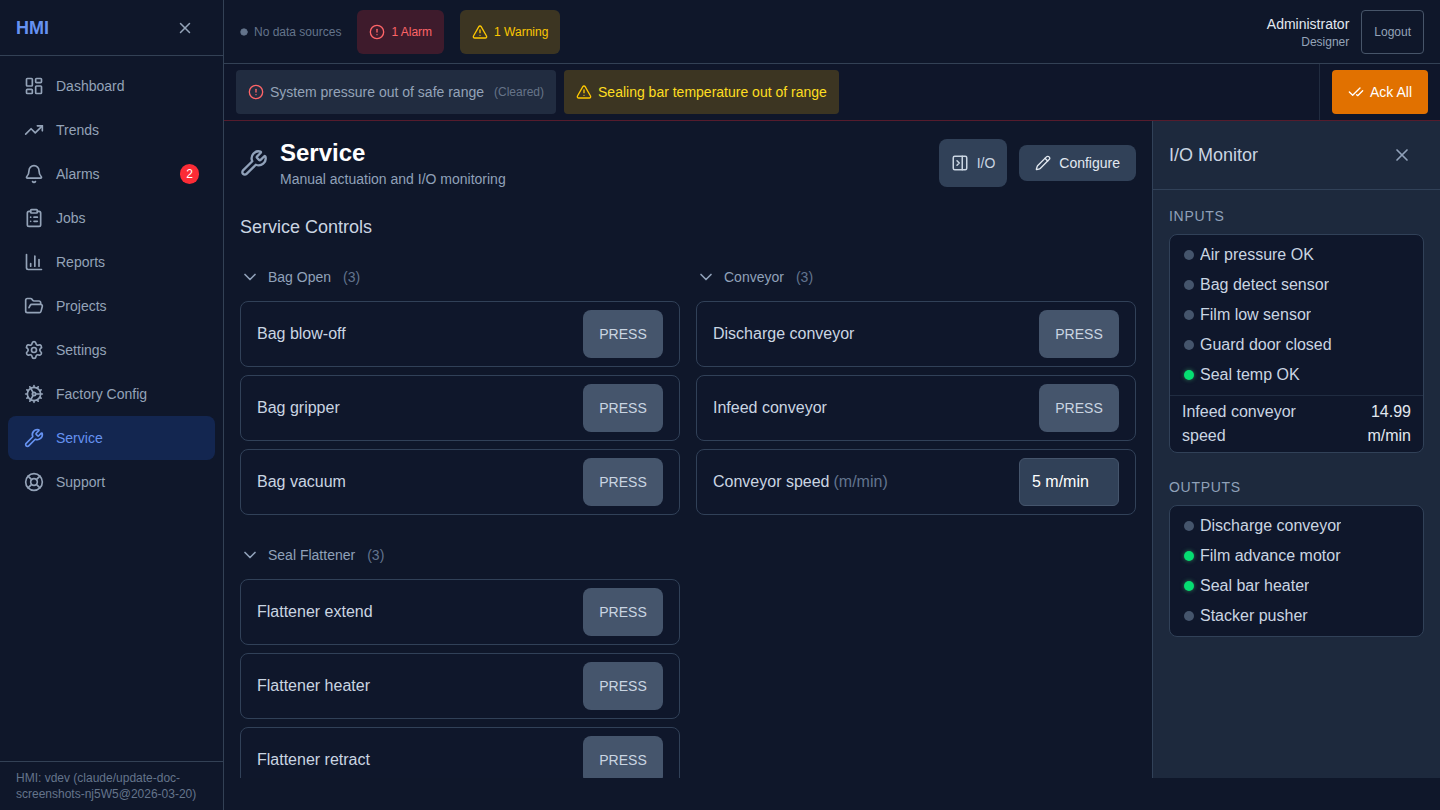 HMI
No data sources
1 Alarm
1 Warning
Administrator
Designer
Logout
System pressure out of safe range (Cleared)
Sealing bar temperature out of range
Ack All
Dashboard
Trends
Alarms 2
Jobs
Reports
Projects
Settings
Factory Config
Service
Support
HMI: vdev (claude/update-doc-
screenshots-nj5W5@2026-03-20)
Service
Manual actuation and I/O monitoring
I/O
Configure
Service Controls
Bag Open (3)
Bag blow-off PRESS
Bag gripper PRESS
Bag vacuum PRESS
Conveyor (3)
Discharge conveyor PRESS
Infeed conveyor PRESS
Conveyor speed (m/min) 5 m/min
Seal Flattener (3)
Flattener extend PRESS
Flattener heater PRESS
Flattener retract PRESS
I/O Monitor
INPUTS
Air pressure OK
Bag detect sensor
Film low sensor
Guard door closed
Seal temp OK
Infeed conveyor 14.99
speed m/min
OUTPUTS
Discharge conveyor
Film advance motor
Seal bar heater
Stacker pusher